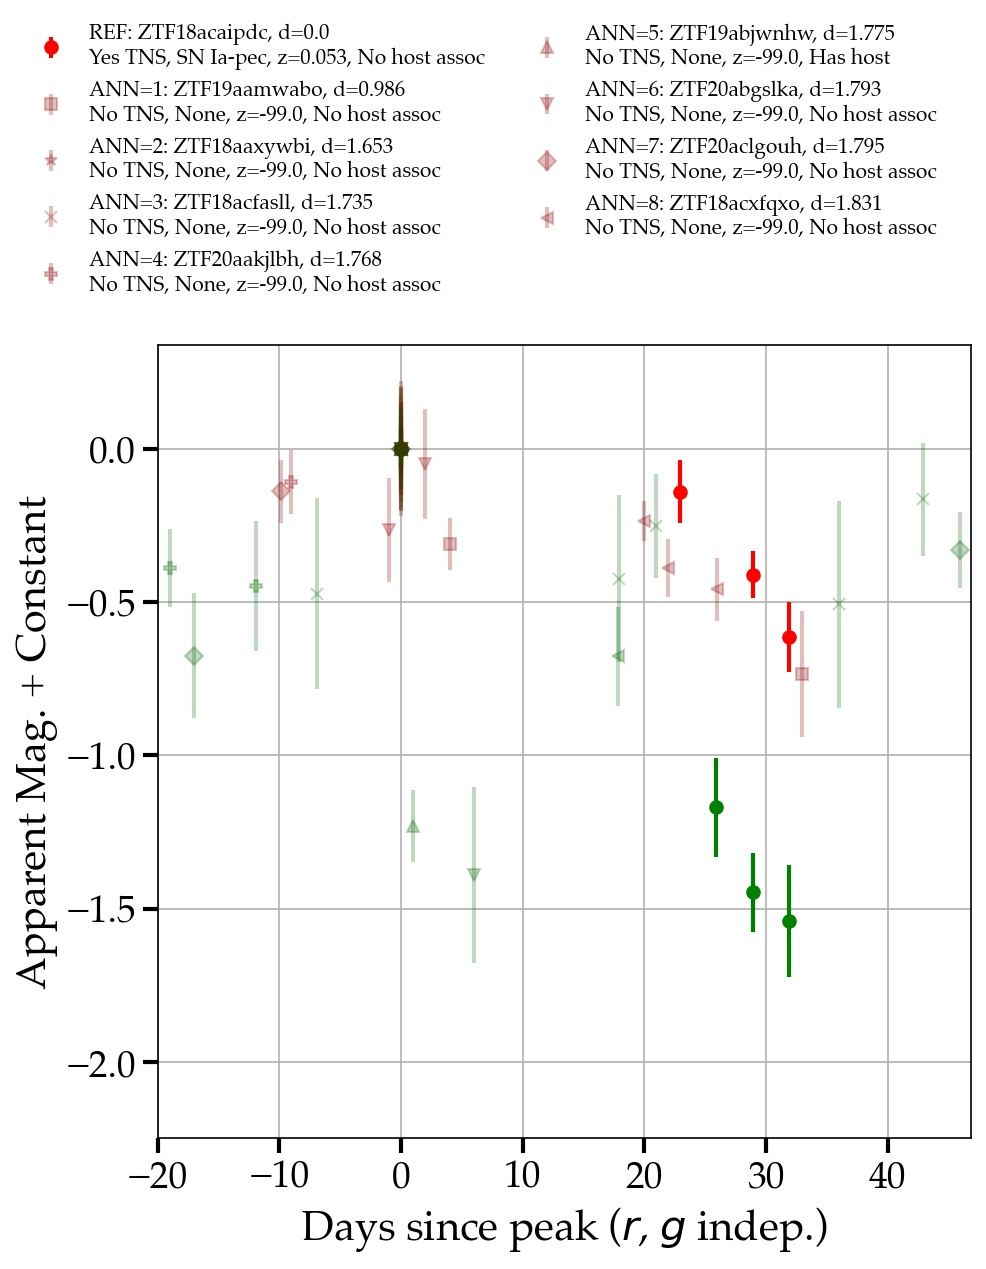 REF: ZTF18acaipdc, d=0.0
Yes TNS, SN Ia-pec, z=0.053, No host assoc
ANN=1: ZTF19aamwabo, d=0.986
No TNS, None, z=-99.0, No host assoc
ANN=2: ZTF18aaxywbi, d=1.653
No TNS, None, z=-99.0, No host assoc
ANN=3: ZTF18acfasll, d=1.735
No TNS, None, z=-99.0, No host assoc
ANN=4: ZTF20aakjlbh, d=1.768
No TNS, None, z=-99.0, No host assoc
ANN=5: ZTF19abjwnhw, d=1.775
No TNS, None, z=-99.0, Has host
ANN=6: ZTF20abgslka, d=1.793
No TNS, None, z=-99.0, No host assoc
ANN=7: ZTF20aclgouh, d=1.795
No TNS, None, z=-99.0, No host assoc
ANN=8: ZTF18acxfqxo, d=1.831
No TNS, None, z=-99.0, No host assoc
Apparent Mag. + Constant
0.0
−0.5
−1.0
−1.5
−2.0
−20 −10 0 10 20 30 40
Days since peak (r, g indep.)